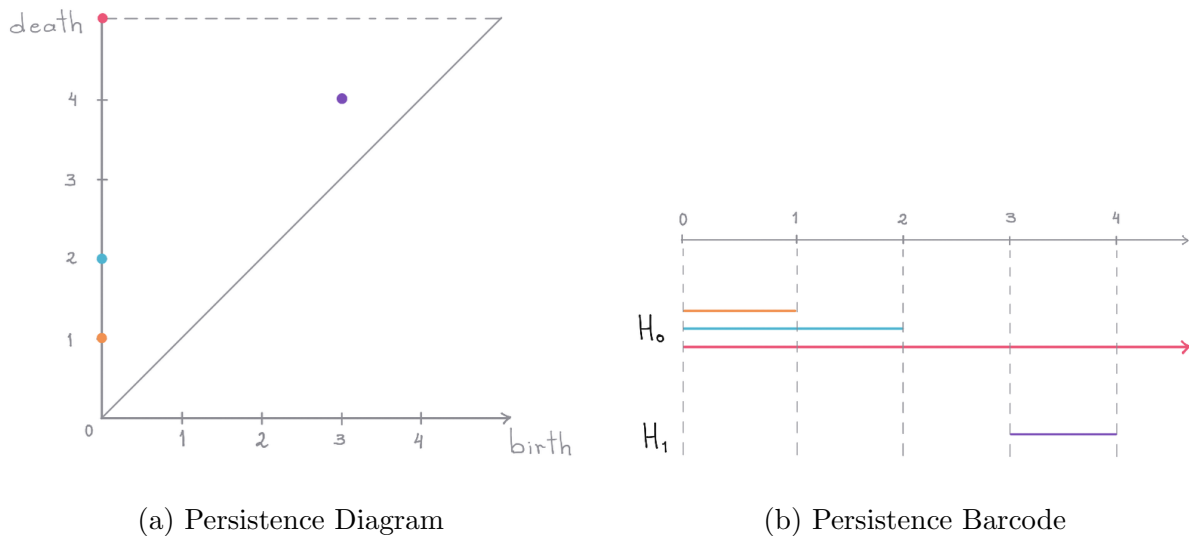 death
4
3
2
1
0
1 2 3 4
birth
(a) Persistence Diagram
0 1 2 3 4
H₀
H₁
(b) Persistence Barcode